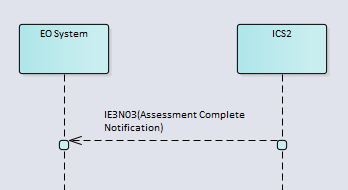 EO System
ICS2
IE3N03(Assessment Complete
Notification)